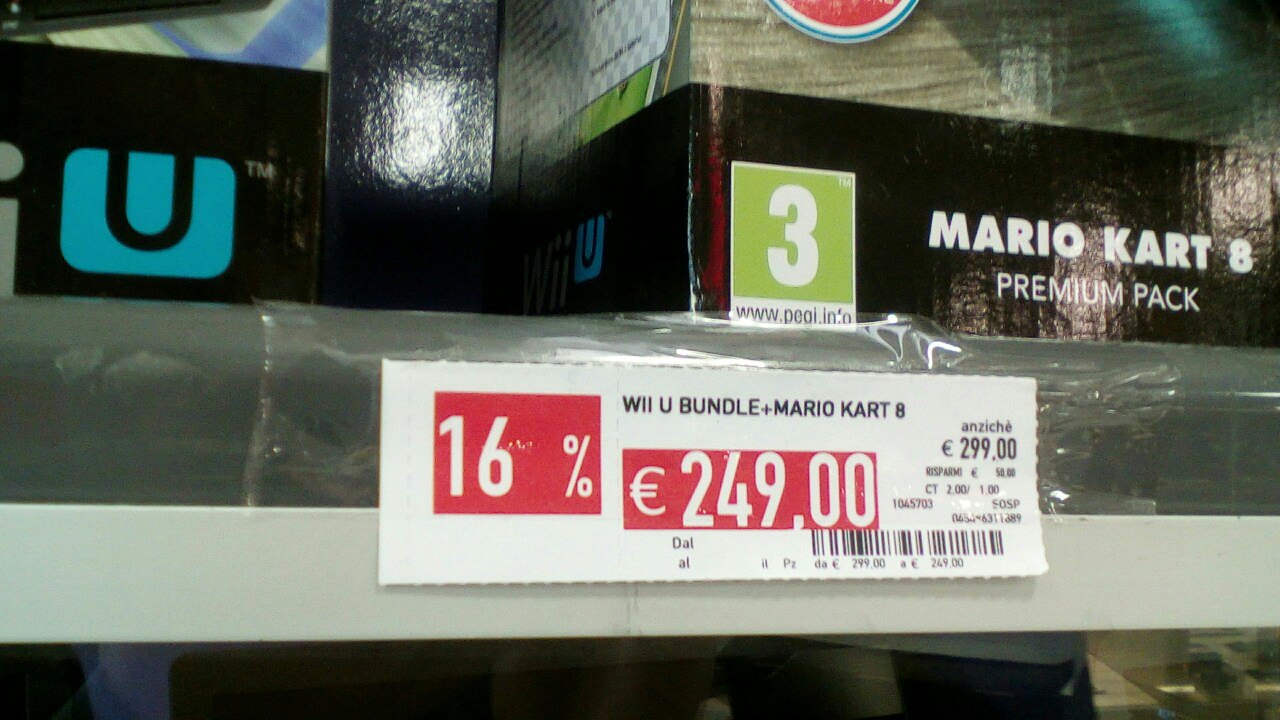 U™
Wii U
3
www.pegi.info
MARIO KART 8
PREMIUM PACK
16 %
WII U BUNDLE+MARIO KART 8
€ 249,00
anzichè
€ 299,00
RISPARMI € 50.00
CT 2.00/ 1.00
1045703 SOSP
Dal
al il Pz da € 299.00 a € 249.00